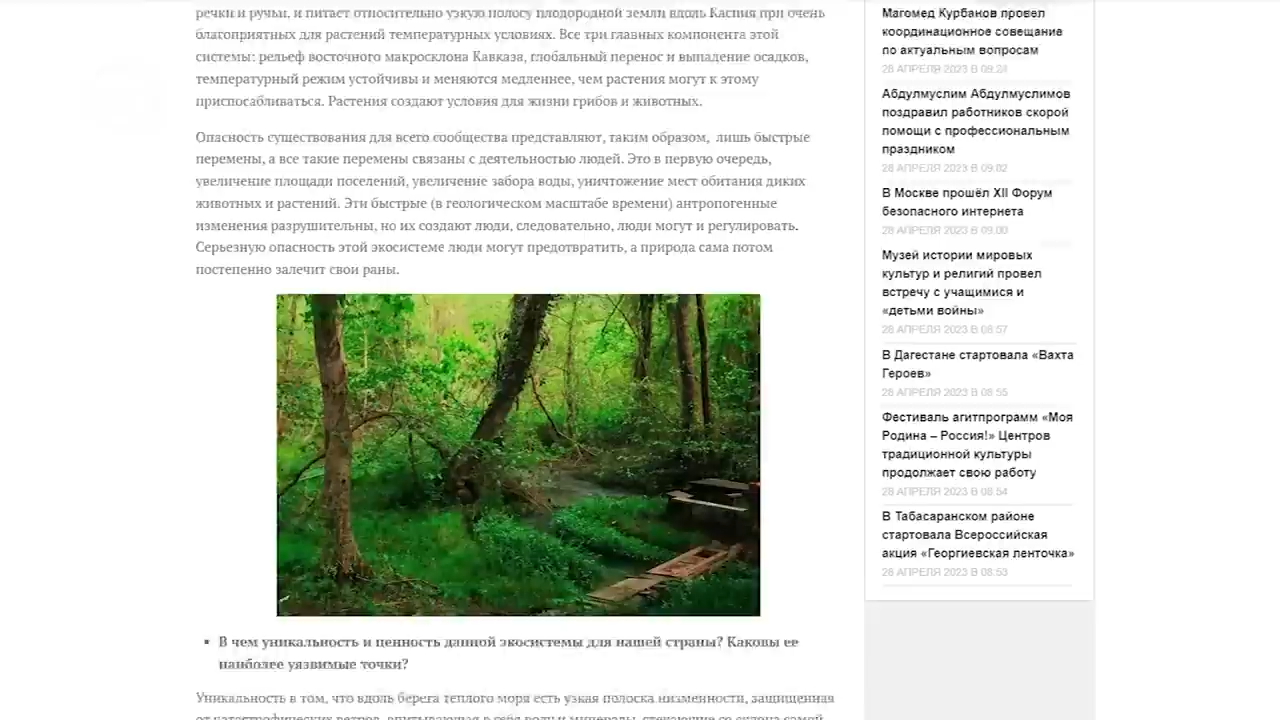 речки и ручьи, и питает относительно узкую полосу плодородной земли вдоль Каспия при очень
благоприятных для растений температурных условиях. Все три главных компонента этой
системы: рельеф восточного макросклона Кавказа, глобальный перенос и выпадение осадков,
температурный режим устойчивы и меняются медленнее, чем растения могут к этому
приспосабливаться. Растения создают условия для жизни грибов и животных.
Опасность существования для всего сообщества представляют, таким образом, лишь быстрые
перемены, а все такие перемены связаны с деятельностью людей. Это в первую очередь,
увеличение площади поселений, увеличение забора воды, уничтожение мест обитания диких
животных и растений. Эти быстрые (в геологическом масштабе времени) антропогенные
изменения разрушительны, но их создают люди, следовательно, люди могут и регулировать.
Серьезную опасность этой экосистеме люди могут предотвратить, а природа сама потом
постепенно залечит свои раны.
▪ В чем уникальность и ценность данной экосистемы для нашей страны? Каковы ее
наиболее уязвимые точки?
Уникальность в том, что вдоль берега теплого моря есть узкая полоска низменности, защищенная
от катастрофических ветров, впитывающая в себя воду и минералы, стекающие со склона самой
Магомед Курбанов провел
координационное совещание
по актуальным вопросам
28 АПРЕЛЯ 2023 В 09:24
Абдулмуслим Абдулмуслимов
поздравил работников скорой
помощи с профессиональным
праздником
28 АПРЕЛЯ 2023 В 09:02
В Москве прошёл XII Форум
безопасного интернета
28 АПРЕЛЯ 2023 В 09:00
Музей истории мировых
культур и религий провел
встречу с учащимися и
«детьми войны»
28 АПРЕЛЯ 2023 В 08:57
В Дагестане стартовала «Вахта
Героев»
28 АПРЕЛЯ 2023 В 08:55
Фестиваль агитпрограмм «Моя
Родина – Россия!» Центров
традиционной культуры
продолжает свою работу
28 АПРЕЛЯ 2023 В 08:54
В Табасаранском районе
стартовала Всероссийская
акция «Георгиевская ленточка»
28 АПРЕЛЯ 2023 В 08:53